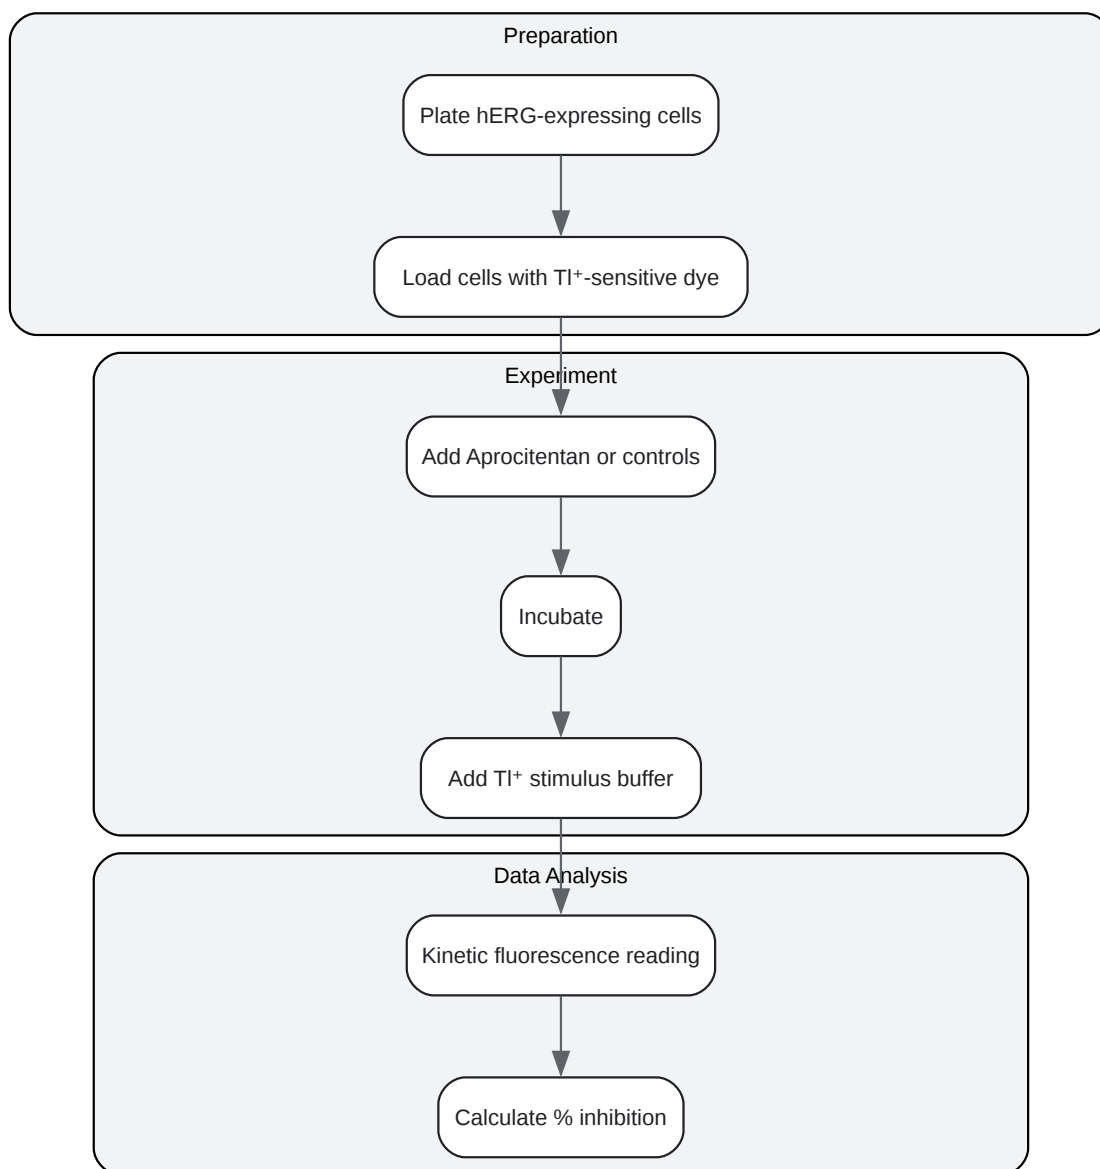 Preparation
Plate hERG-expressing cells
Load cells with Tl⁺-sensitive dye
Experiment
Add Aprocitentan or controls
Incubate
Add Tl⁺ stimulus buffer
Data Analysis
Kinetic fluorescence reading
Calculate % inhibition